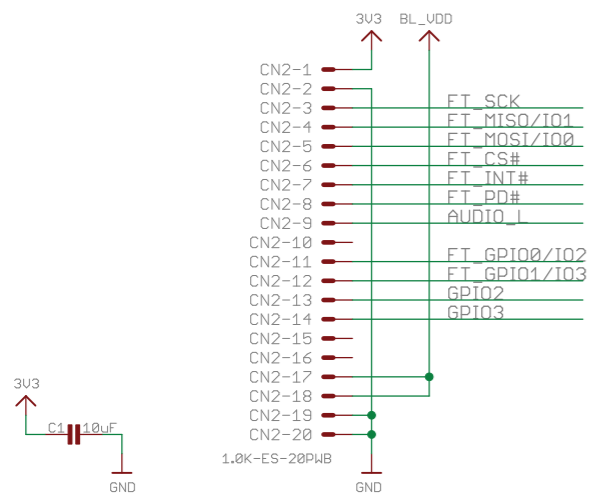 3V3 BL_VDD
CN2-1
CN2-2
CN2-3 FT_SCK
CN2-4 FT_MISO/IO1
CN2-5 FT_MOSI/IO0
CN2-6 FT_CS#
CN2-7 FT_INT#
CN2-8 FT_PD#
CN2-9 AUDIO_L
CN2-10
CN2-11 FT_GPIO0/IO2
CN2-12 FT_GPIO1/IO3
CN2-13 GPIO2
CN2-14 GPIO3
CN2-15
CN2-16
CN2-17
CN2-18
CN2-19
CN2-20
1.0K-ES-20PWB
GND
3V3
C1 10uF
GND